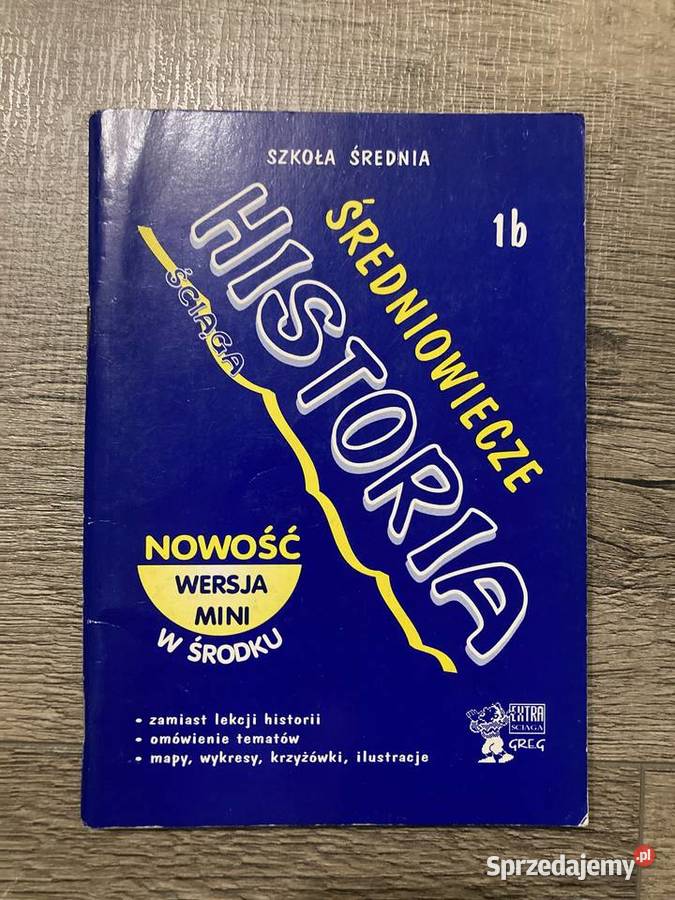 SZKOŁA ŚREDNIA
1b
ŚREDNIOWIECZE
HISTORIA
ŚCIĄGA
NOWOŚĆ
WERSJA
MINI
W ŚRODKU
• zamiast lekcji historii
• omówienie tematów
• mapy, wykresy, krzyżówki, ilustracje
EXTRA
ŚCIĄGA
GREG
Sprzedajemy.pl